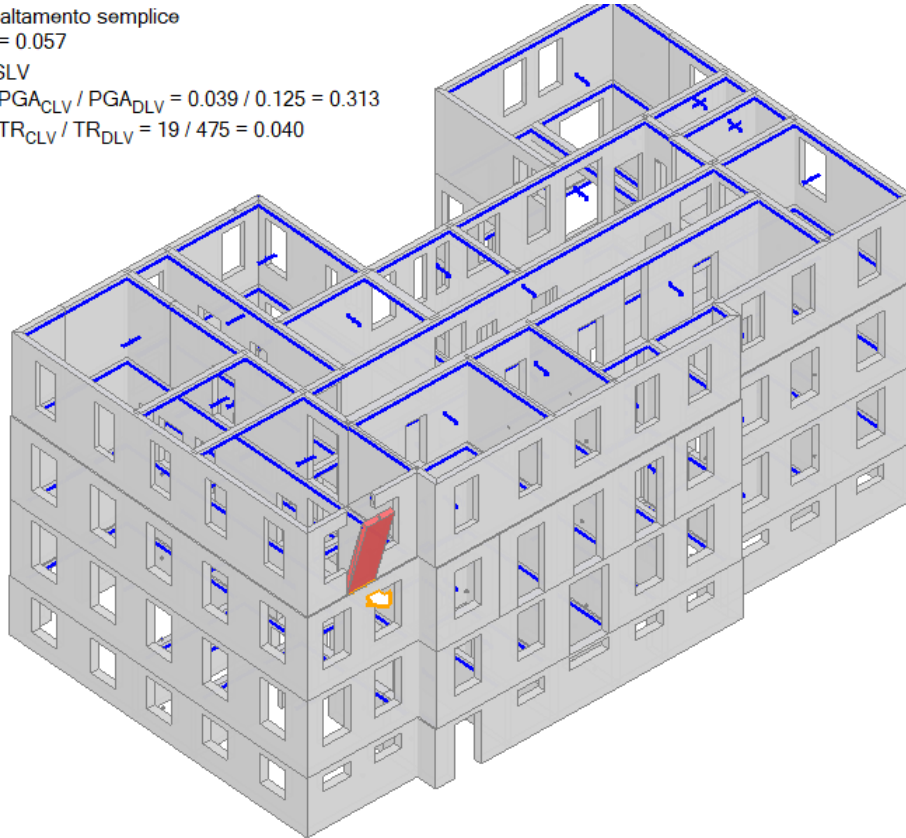 altamento semplice
= 0.057
SLV
PGA_CLV / PGA_DLV = 0.039 / 0.125 = 0.313
TR_CLV / TR_DLV = 19 / 475 = 0.040